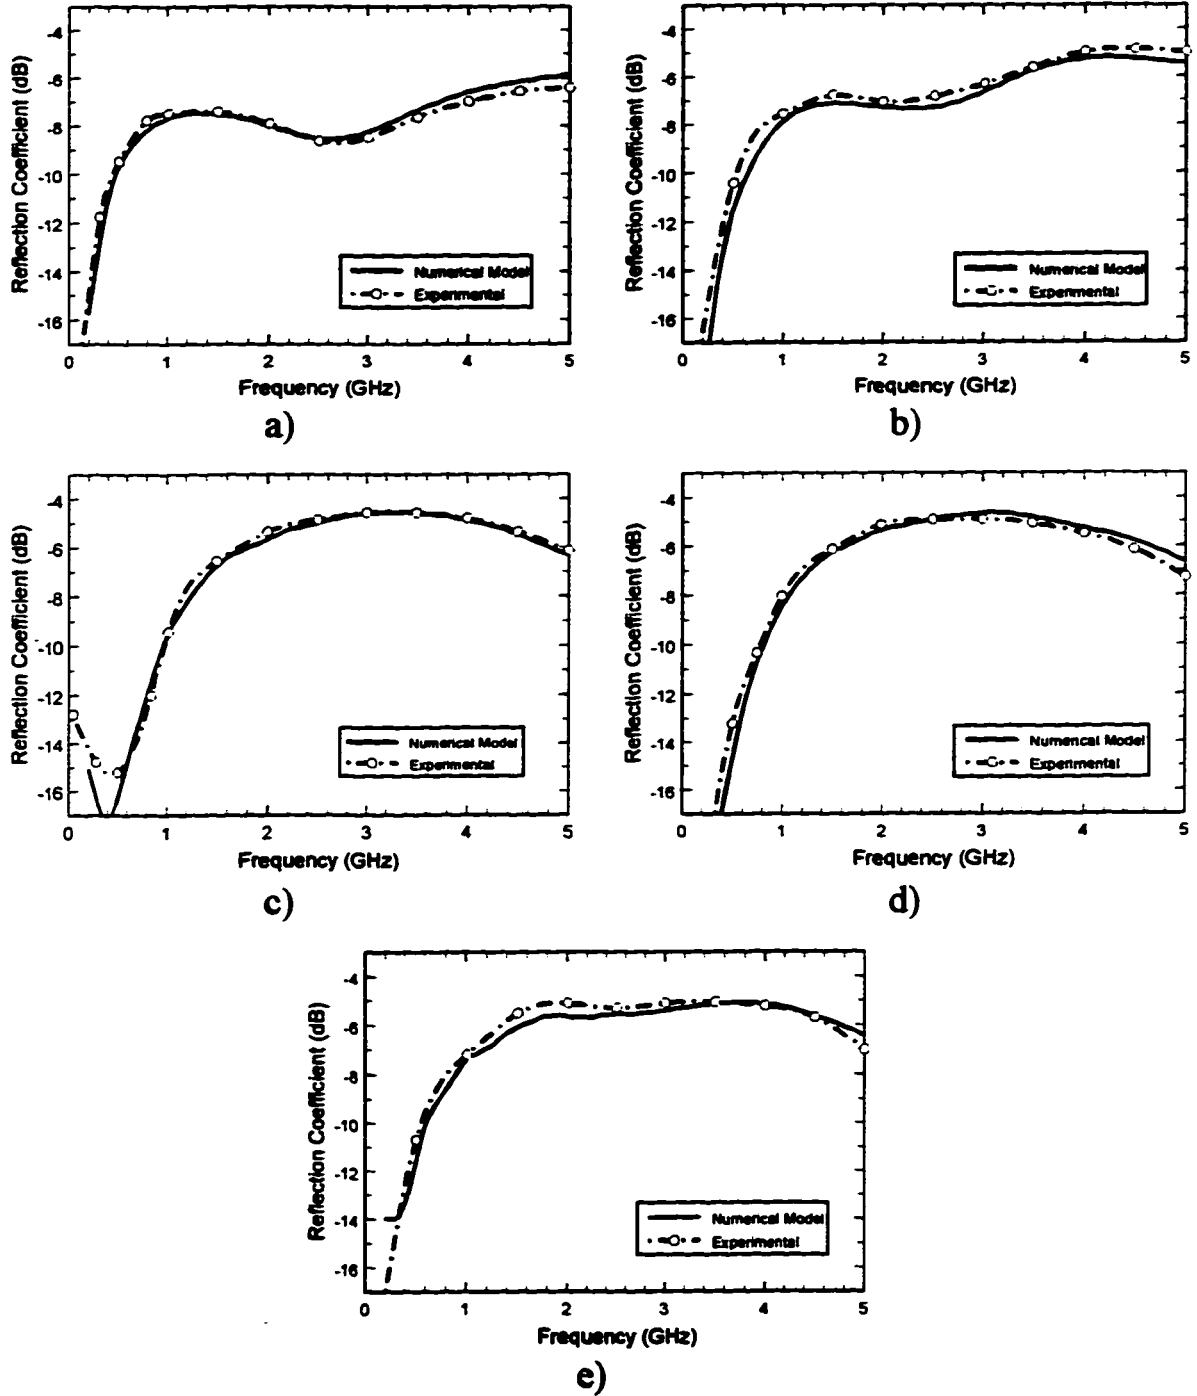 -4
-6
-8
-10
-12
-14
-16
Reflection Coefficient (dB)
Numerical Model
Experimental
0 1 2 3 4 5
Frequency (GHz)
a)
-4
-6
-8
-10
-12
-14
-16
Reflection Coefficient (dB)
Numerical Model
Experimental
0 1 2 3 4 5
Frequency (GHz)
b)
-4
-6
-8
-10
-12
-14
-16
Reflection Coefficient (dB)
Numerical Model
Experimental
0 1 2 3 4 5
Frequency (GHz)
c)
-4
-6
-8
-10
-12
-14
-16
Reflection Coefficient (dB)
Numerical Model
Experimental
0 1 2 3 4 5
Frequency (GHz)
d)
-4
-6
-8
-10
-12
-14
-16
Reflection Coefficient (dB)
Numerical Model
Experimental
0 1 2 3 4 5
Frequency (GHz)
e)